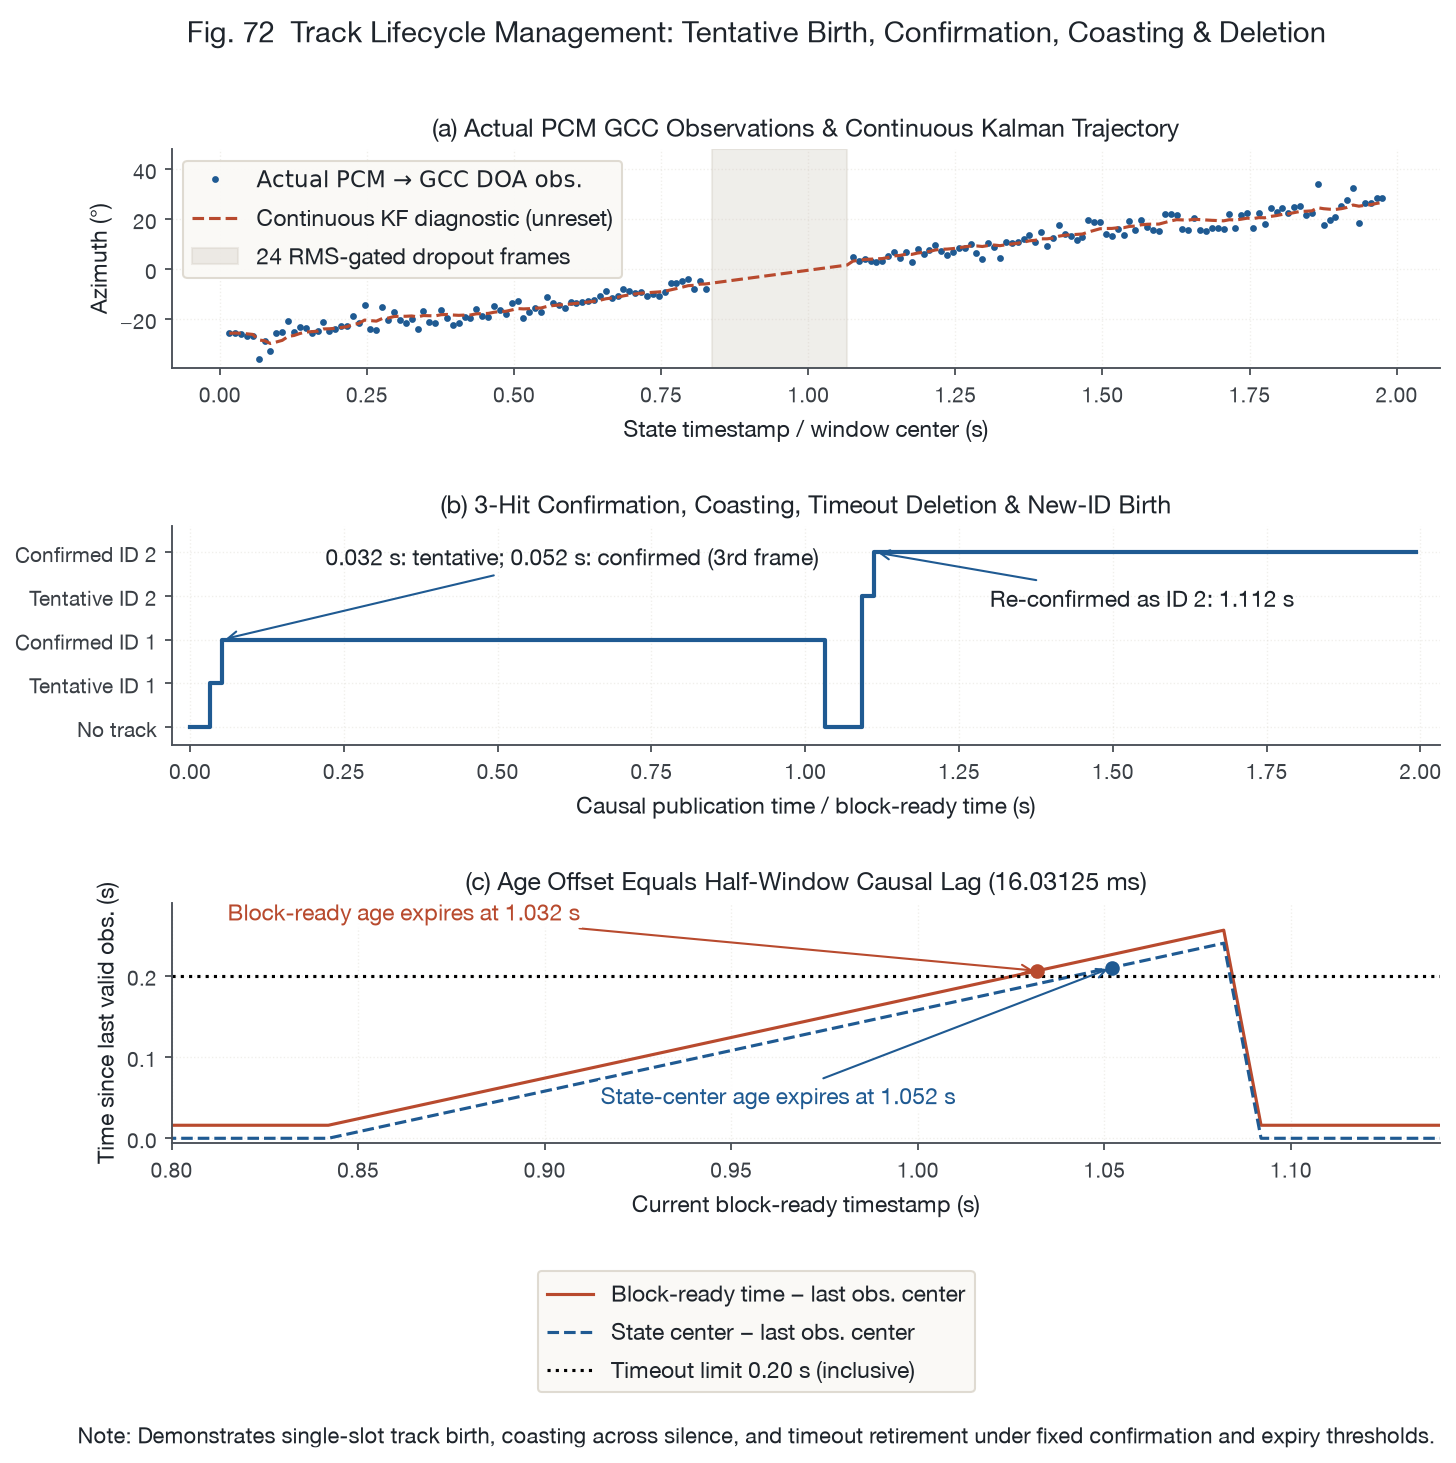 Fig. 72  Track Lifecycle Management: Tentative Birth, Confirmation, Coasting & Deletion
(a) Actual PCM GCC Observations & Continuous Kalman Trajectory
Actual PCM → GCC DOA obs.
Continuous KF diagnostic (unreset)
24 RMS-gated dropout frames
Azimuth (°)
40
20
0
−20
0.00 0.25 0.50 0.75 1.00 1.25 1.50 1.75 2.00
State timestamp / window center (s)
(b) 3-Hit Confirmation, Coasting, Timeout Deletion & New-ID Birth
Confirmed ID 2
Tentative ID 2
Confirmed ID 1
Tentative ID 1
No track
0.032 s: tentative; 0.052 s: confirmed (3rd frame)
Re-confirmed as ID 2: 1.112 s
0.00 0.25 0.50 0.75 1.00 1.25 1.50 1.75 2.00
Causal publication time / block-ready time (s)
(c) Age Offset Equals Half-Window Causal Lag (16.03125 ms)
Time since last valid obs. (s)
Block-ready age expires at 1.032 s
0.2
0.1
0.0
State-center age expires at 1.052 s
0.80 0.85 0.90 0.95 1.00 1.05 1.10
Current block-ready timestamp (s)
Block-ready time − last obs. center
State center − last obs. center
Timeout limit 0.20 s (inclusive)
Note: Demonstrates single-slot track birth, coasting across silence, and timeout retirement under fixed confirmation and expiry thresholds.